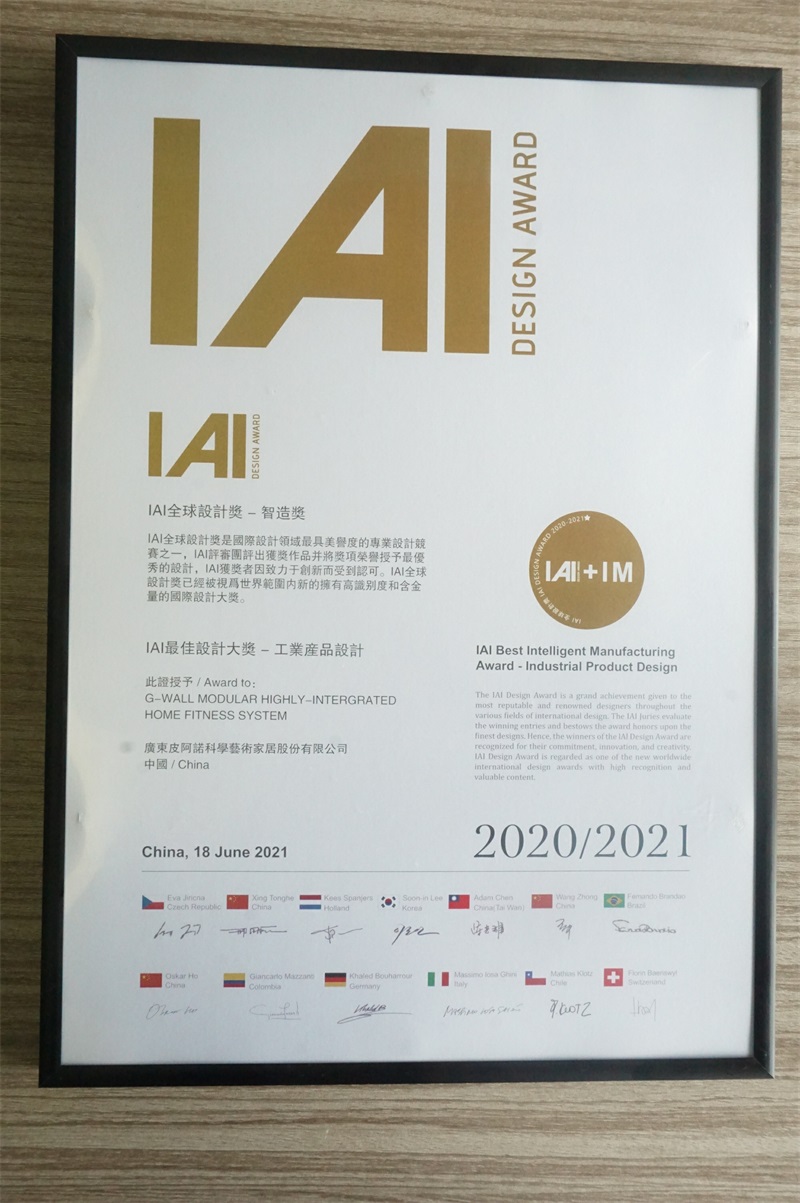 IAI
DESIGN AWARD
IAI
DESIGN AWARD
IAI全球設計獎 – 智造獎
IAI全球設計獎是國際設計領域最具美譽度的專業設計競
賽之一，IAI評審團評出獲獎作品并將獎項榮譽授予最優
秀的設計，IAI獲獎者因致力于創新而受到認可。IAI全球
設計獎已經被視爲世界範圍内新的擁有高識别度和含金
量的國際設計大獎。
IAI最佳設計大獎 – 工業産品設計
此證授予 / Award to:
G–WALL MODULAR HIGHLY–INTERGRATED
HOME FITNESS SYSTEM
廣東皮阿諾科學藝術家居股份有限公司
中國 / China
IAI DESIGN AWARD 2020-2021
IAI 全球設計獎
IAI+IM
IAI Best Intelligent Manufacturing
Award - Industrial Product Design
The IAI Design Award is a grand achievement given to the
most reputable and renowned designers throughout the
various fields of international design. The IAI Juries evaluate
the winning entries and bestows the award honors upon the
finest designs. Hence, the winners of the IAI Design Award are
recognized for their commitment, innovation, and creativity.
IAI Design Award is regarded as one of the new worldwide
international design awards with high recognition and
valuable content.
China, 18 June 2021
2020/2021
Eva Jiricna
Czech Republic
Xing Tonghe
China
Kees Spanjers
Holland
Soon-in Lee
Korea
Adam Chen
China(Tai Wan)
Wang Zhong
China
Fernando Brandão
Brazil
Oskar Ho
China
Giancarlo Mazzanti
Colombia
Khaled Bouharrour
Germany
Massimo Iosa Ghini
Italy
Mathias Klotz
Chile
Switzerland
KLOTZ